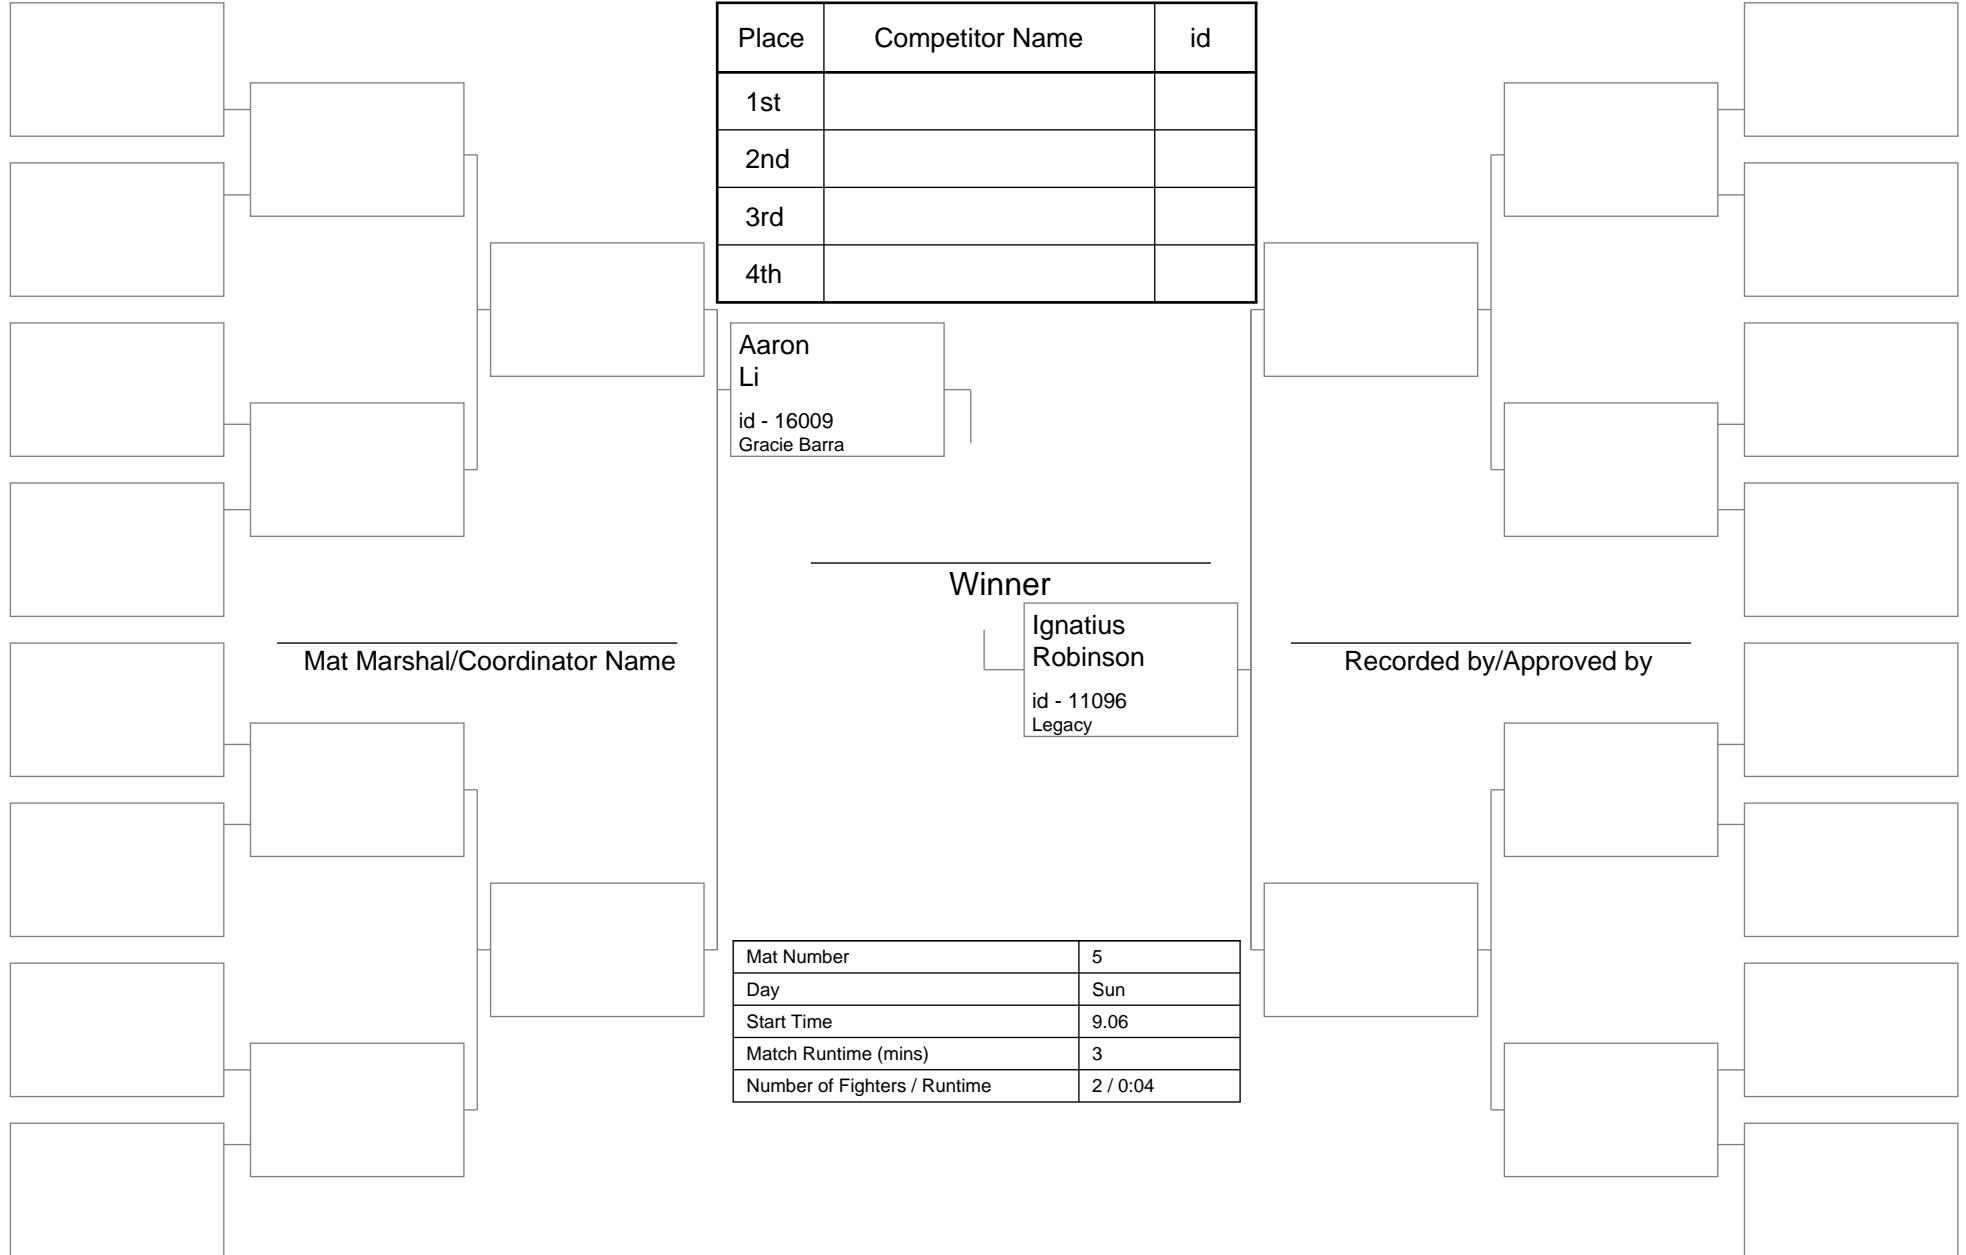 Place Competitor Name id
1st
2nd
3rd
4th
Aaron
Li
id - 16009
Gracie Barra
Winner
Ignatius
Robinson
id - 11096
Legacy
Mat Marshal/Coordinator Name
Recorded by/Approved by
Mat Number 5
Day Sun
Start Time 9.06
Match Runtime (mins) 3
Number of Fighters / Runtime 2 / 0:04